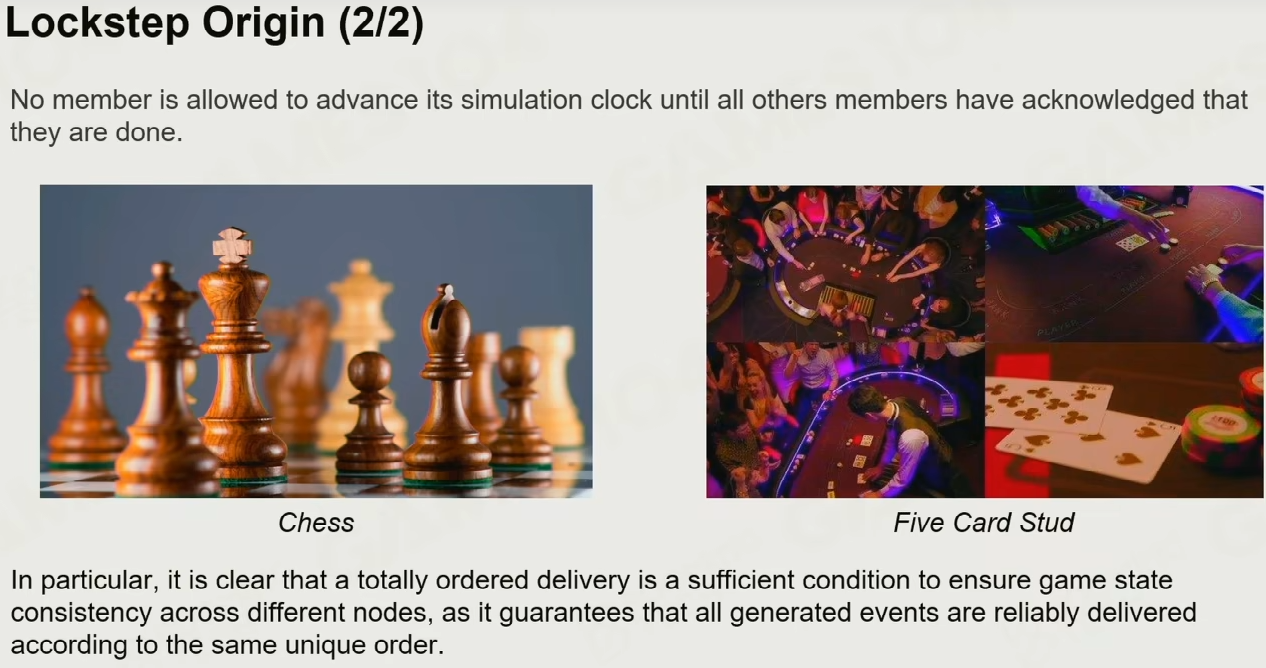 Lockstep Origin (2/2)
No member is allowed to advance its simulation clock until all others members have acknowledged that
they are done.
Chess
Five Card Stud
In particular, it is clear that a totally ordered delivery is a sufficient condition to ensure game state
consistency across different nodes, as it guarantees that all generated events are reliably delivered
according to the same unique order.